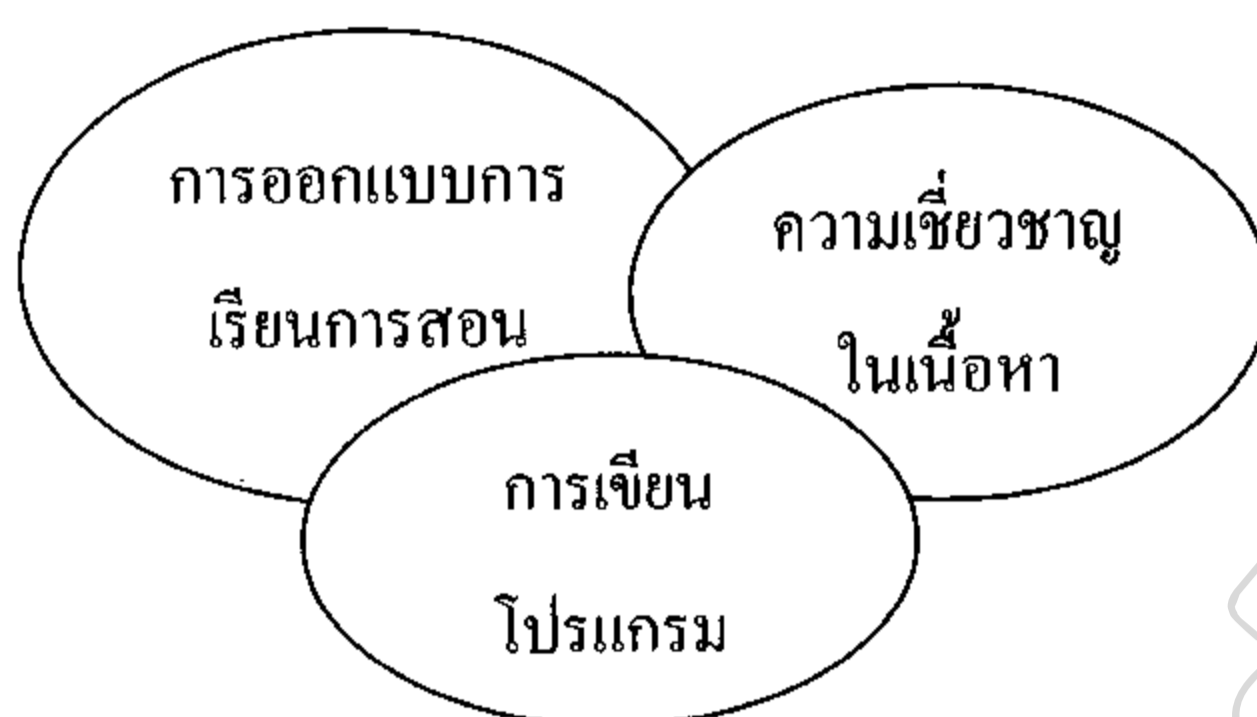 การออกแบบการ
เรียนการสอน
ความเชี่ยวชาญ
ในเนื้อหา
การเขียน
โปรแกรม